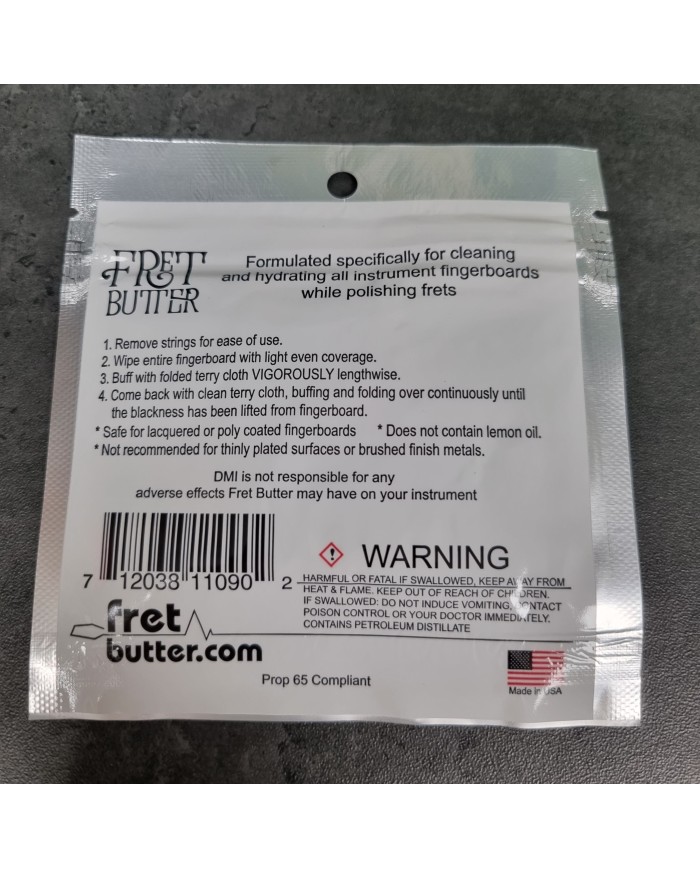 FRET
BUTTER
Formulated specifically for cleaning
and hydrating all instrument fingerboards
while polishing frets
1. Remove strings for ease of use.
2. Wipe entire fingerboard with light even coverage.
3. Buff with folded terry cloth VIGOROUSLY lengthwise.
4. Come back with clean terry cloth, buffing and folding over continuously until
the blackness has been lifted from fingerboard.
* Safe for lacquered or poly coated fingerboards * Does not contain lemon oil.
*Not recommended for thinly plated surfaces or brushed finish metals.
DMI is not responsible for any
adverse effects Fret Butter may have on your instrument
7 12038 11090 2
WARNING
HARMFUL OR FATAL IF SWALLOWED, KEEP AWAY FROM
HEAT & FLAME. KEEP OUT OF REACH OF CHILDREN.
IF SWALLOWED: DO NOT INDUCE VOMITING, CONTACT
POISON CONTROL OR YOUR DOCTOR IMMEDIATELY.
CONTAINS PETROLEUM DISTILLATE
fret
butter.com
Prop 65 Compliant
Made in USA